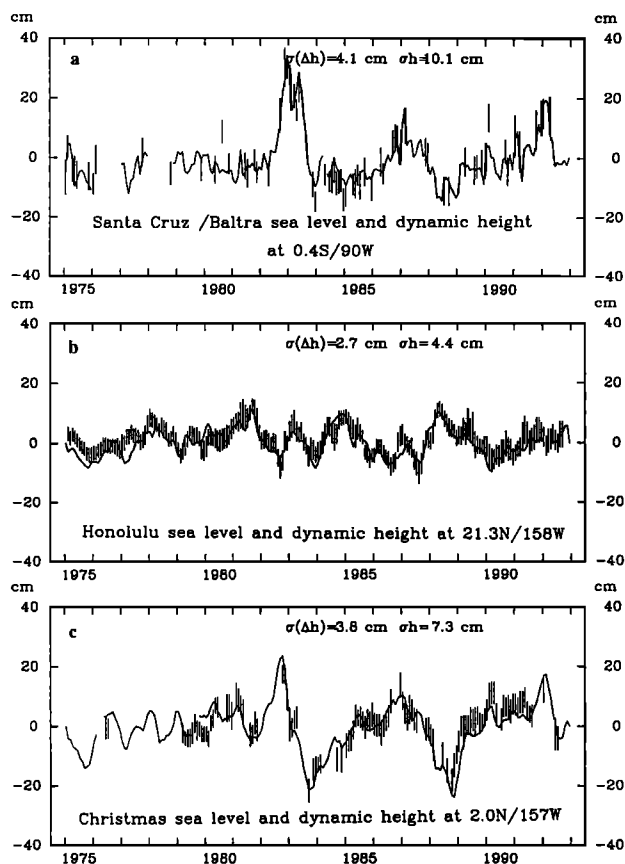 cm cm
40 40
a σ(Δh)=4.1 cm σh=10.1 cm
20 20
0 0
-20 -20
Santa Cruz /Baltra sea level and dynamic height
at 0.4S/90W
-40 -40
1975 1980 1985 1990
cm cm
40 40
b σ(Δh)=2.7 cm σh=4.4 cm
20 20
0 0
-20 -20
Honolulu sea level and dynamic height at 21.3N/158W
-40 -40
1975 1980 1985 1990
cm cm
40 40
c σ(Δh)=3.8 cm σh=7.3 cm
20 20
0 0
-20 -20
Christmas sea level and dynamic height at 2.0N/157W
-40 -40
1975 1980 1985 1990